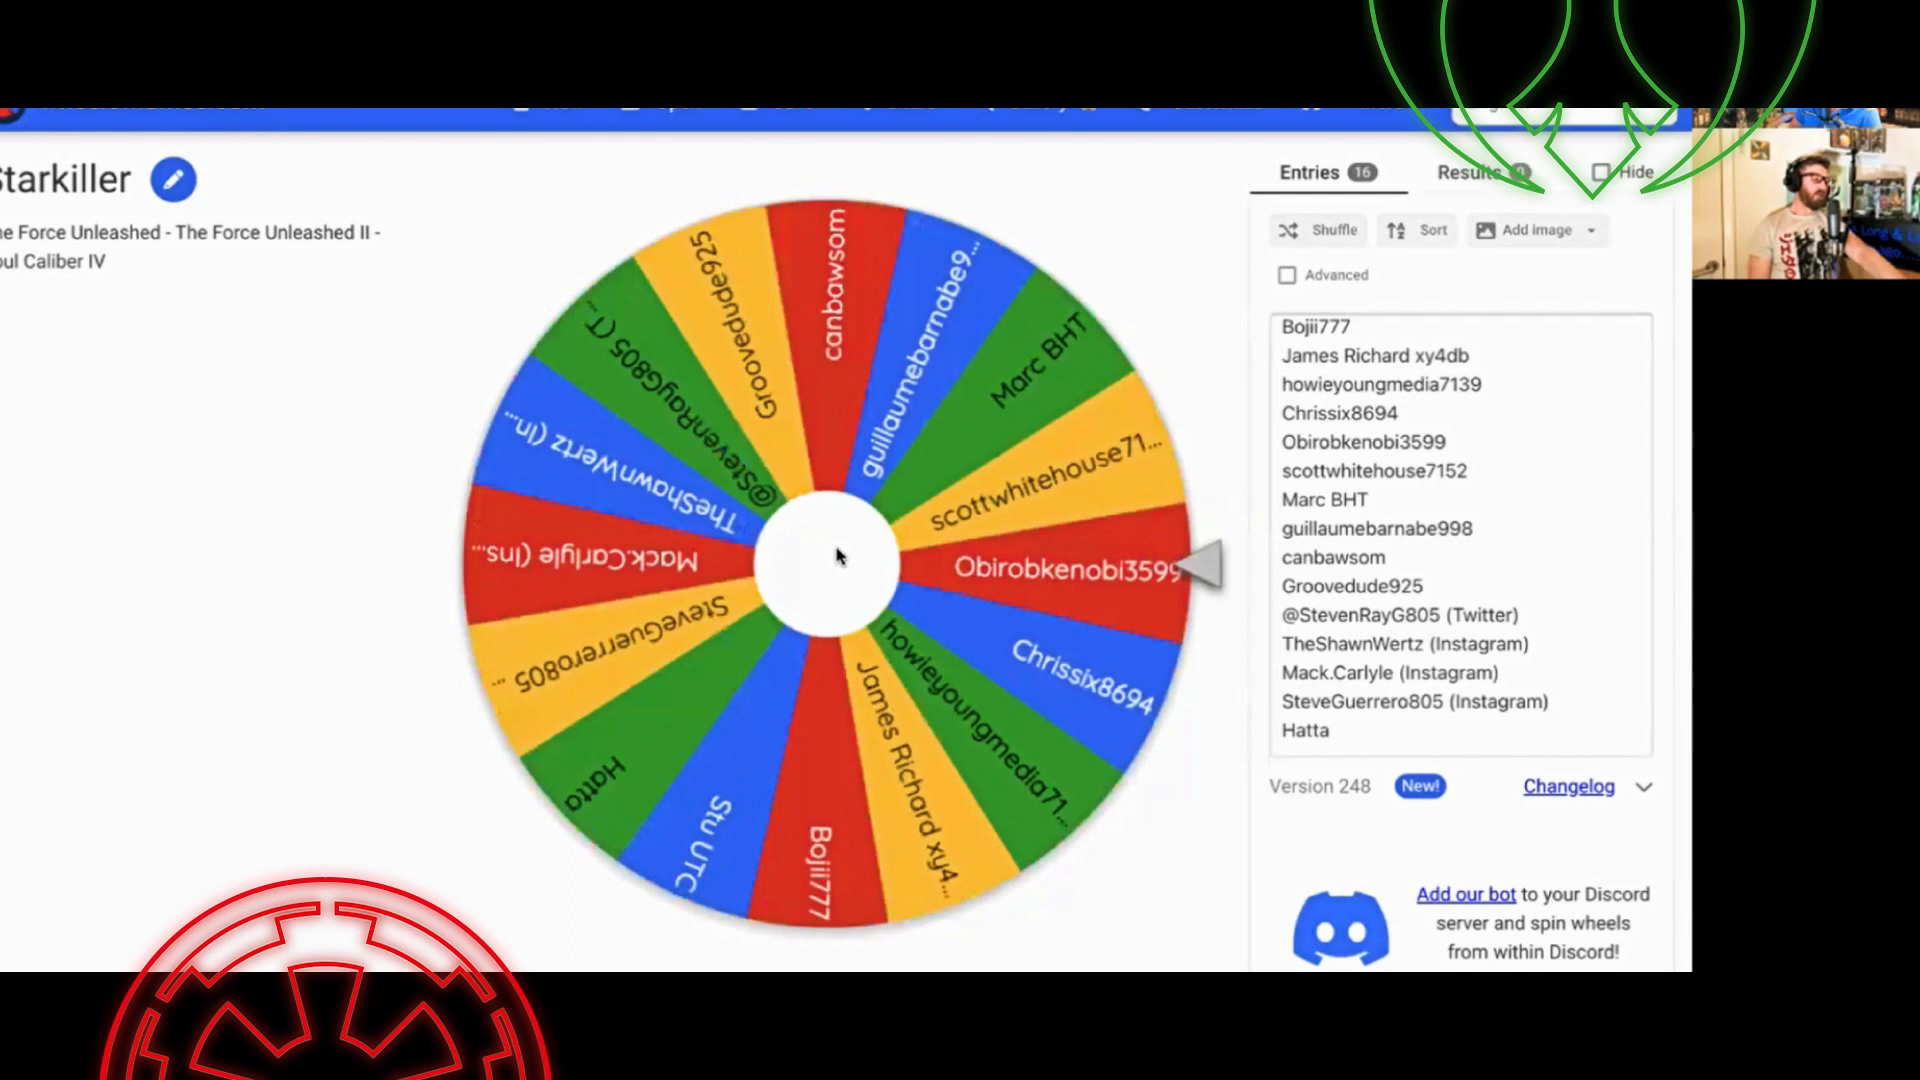 Starkiller
he Force Unleashed - The Force Unleashed II -
oul Caliber IV
Entries 16
Results 0
Hide
Shuffle
Sort
Add image
Advanced
Bojii777
James Richard xy4db
howieyoungmedia7139
Chrissix8694
Obirobkenobi3599
scottwhitehouse7152
Marc BHT
guillaumebarnabe998
canbawsom
Groovedude925
@StevenRayG805 (Twitter)
TheShawnWertz (Instagram)
Mack.Carlyle (Instagram)
SteveGuerrero805 (Instagram)
Hatta
Version 248
New!
Changelog
Add our bot to your Discord
server and spin wheels
from within Discord!
canbawsom
guillaumebarnabe9...
Marc BHT
scottwhitehouse71...
Obirobkenobi3599
Chrissix8694
howieyoungmedia71...
James Richard xy4...
Bojii777
Stu UTC
Hatta
SteveGuerrero805 ...
Mack.Carlyle (Ins...
TheShawnWertz (In...
@StevenRayG805 (T...
Groovedude925
Long &